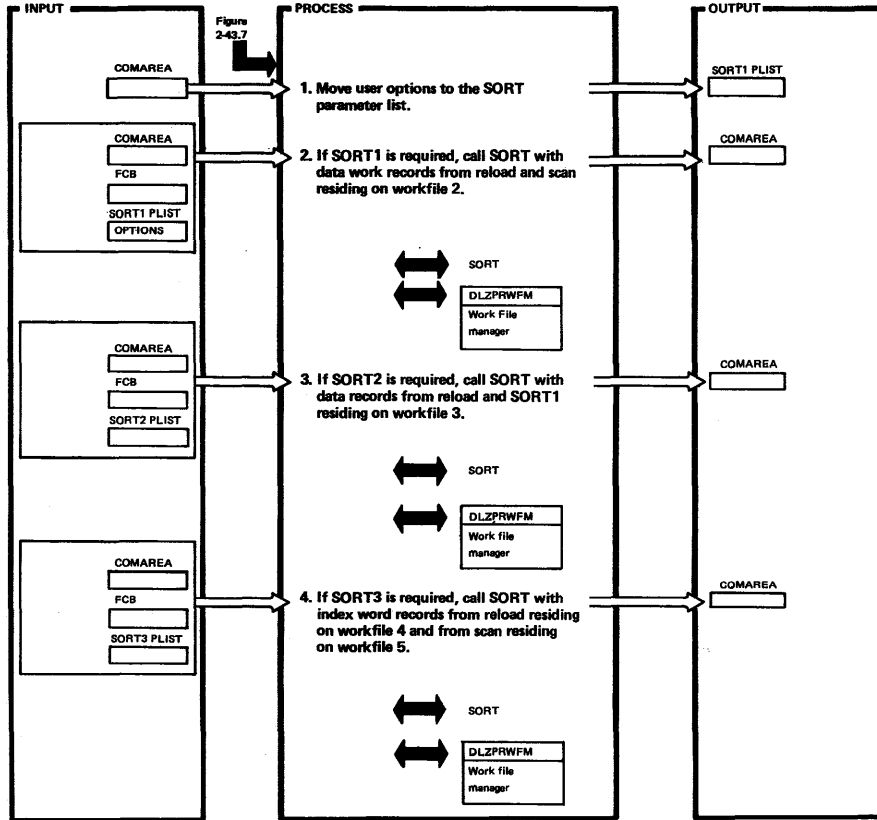 INPUT
PROCESS
OUTPUT
Figure
2-43.7
COMAREA
1. Move user options to the SORT
parameter list.
SORT1 PLIST
COMAREA
FCB
SORT1 PLIST
OPTIONS
2. If SORT1 is required, call SORT with
data work records from reload and scan
residing on workfile 2.
COMAREA
SORT
DLZPRWFM
Work File
manager
COMAREA
FCB
SORT2 PLIST
3. If SORT2 is required, call SORT with
data records from reload and SORT1
residing on workfile 3.
COMAREA
SORT
DLZPRWFM
Work file
manager
COMAREA
FCB
SORT3 PLIST
4. If SORT3 is required, call SORT with
index word records from reload residing
on workfile 4 and from scan residing
on workfile 5.
COMAREA
SORT
DLZPRWFM
Work file
manager